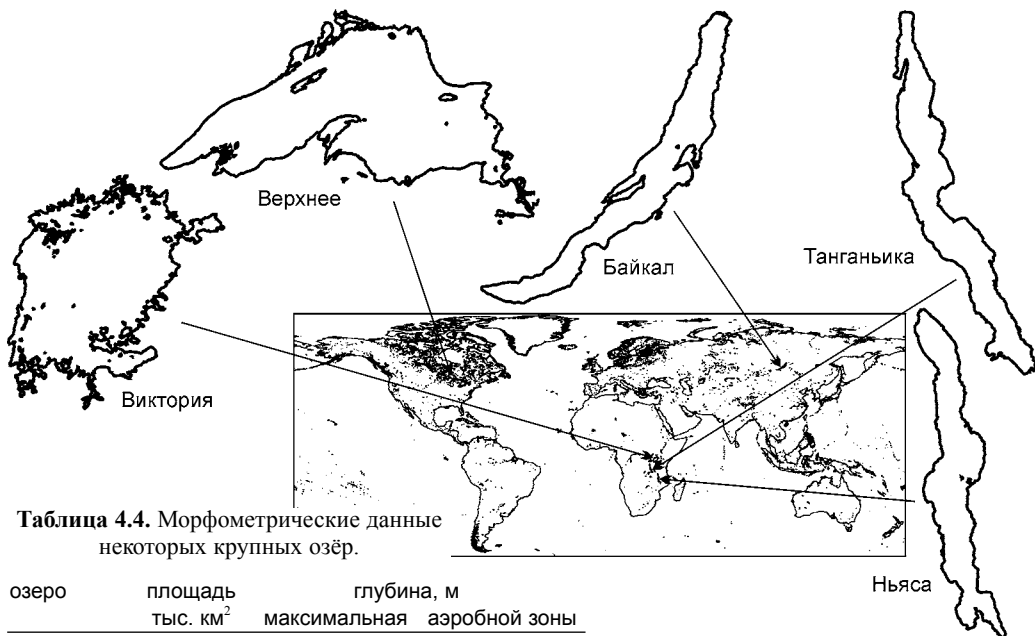 Верхнее
Байкал
Танганьика
Виктория
Ньяса
Таблица 4.4. Морфометрические данные
некоторых крупных озёр.
озеро площадь глубина, м
тыс. км² максимальная аэробной зоны